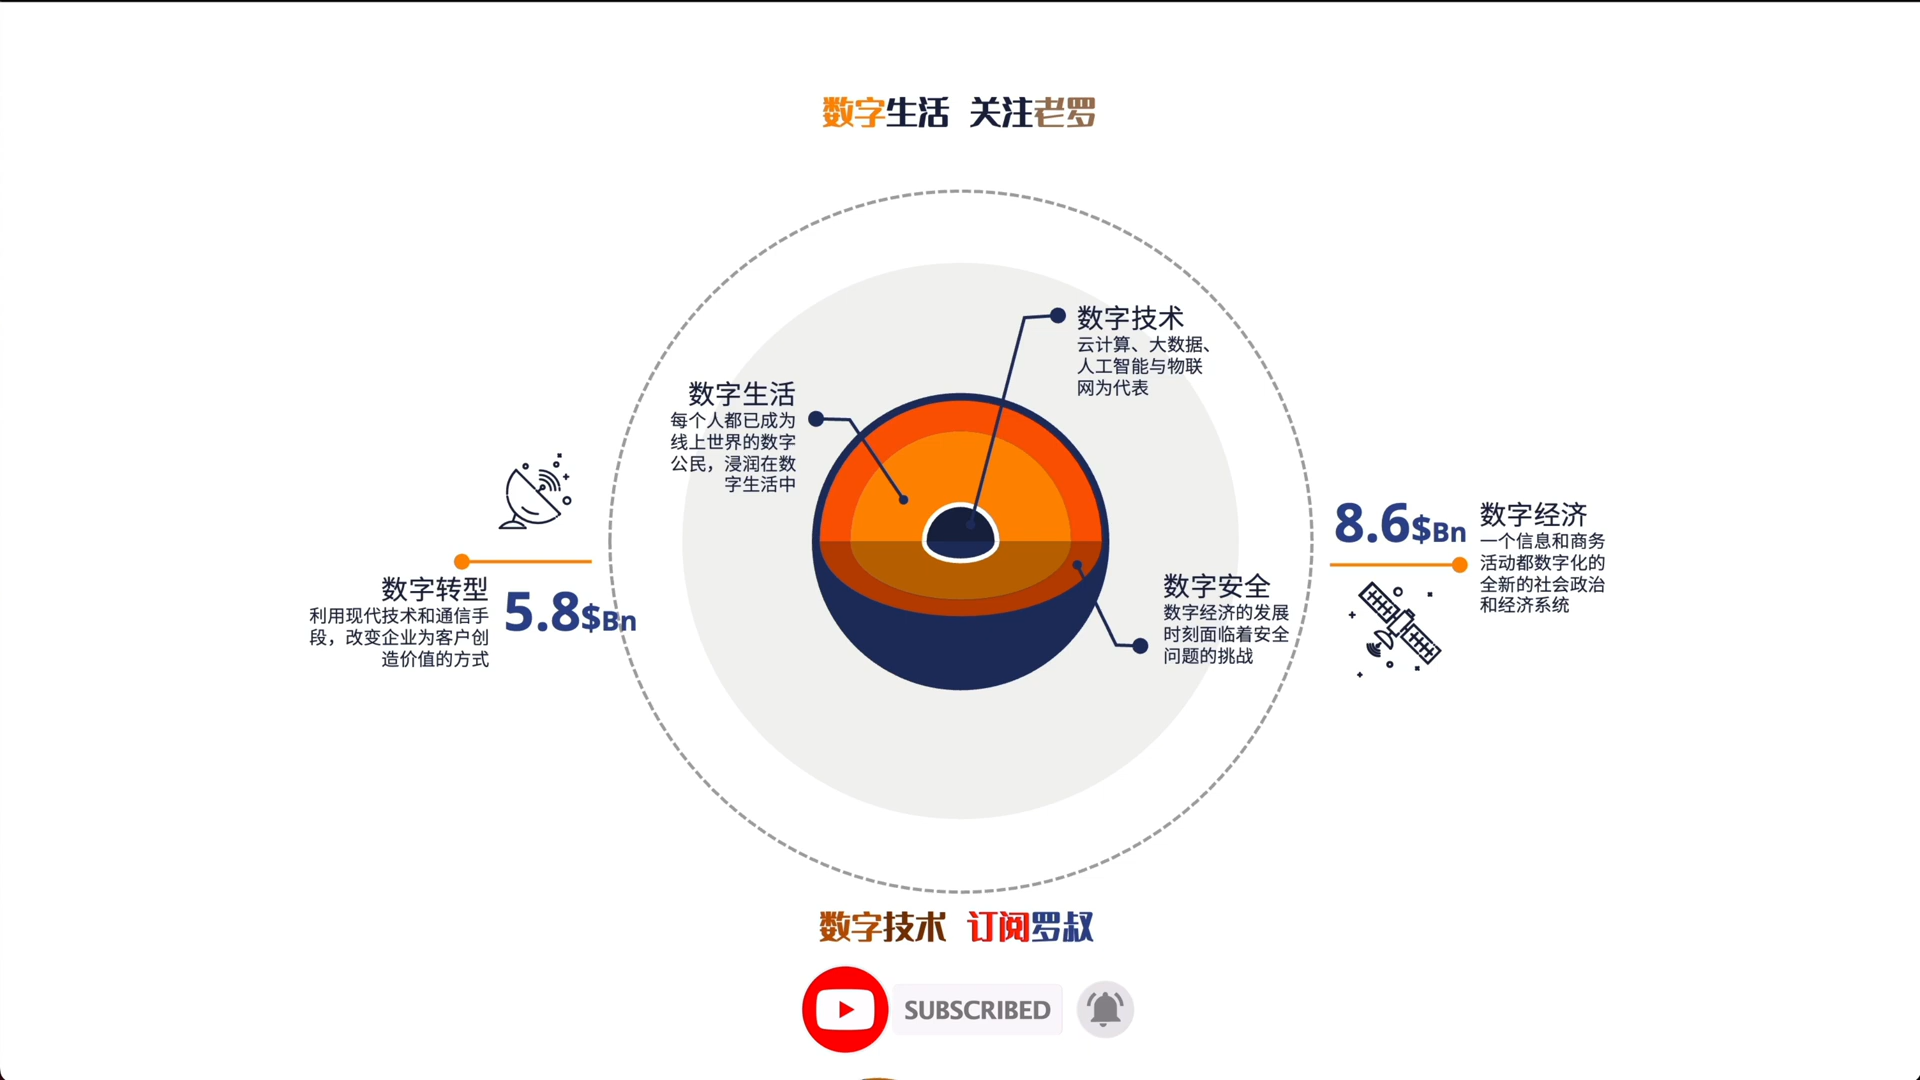 数字生活 关注老罗
数字技术
云计算、大数据、
人工智能与物联
网为代表
数字生活
每个人都已成为
线上世界的数字
公民，浸润在数
字生活中
8.6$Bn
数字经济
一个信息和商务
活动都数字化的
全新的社会政治
和经济系统
数字转型
利用现代技术和通信手
段，改变企业为客户创
造价值的方式
5.8$Bn
数字安全
数字经济的发展
时刻面临着安全
问题的挑战
数字技术 订阅罗叔
SUBSCRIBED